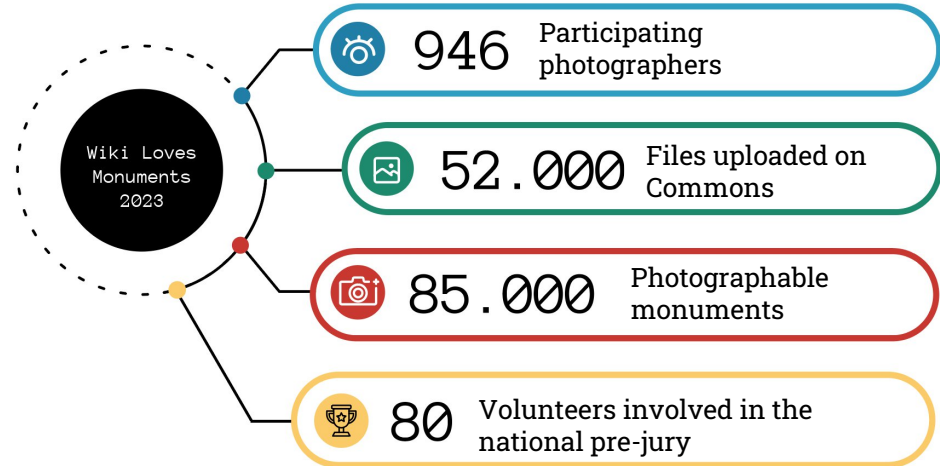 Wiki Loves
Monuments
2023
946
Participating
photographers
52.000
Files uploaded on
Commons
85.000
Photographable
monuments
80
Volunteers involved in the
national pre-jury